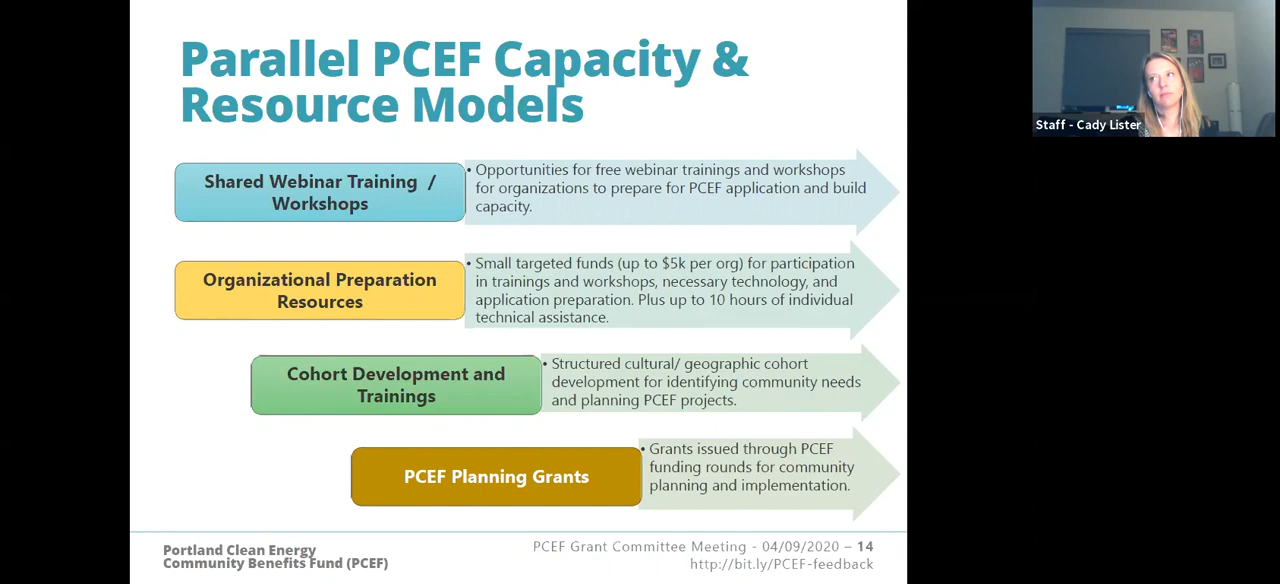 Parallel PCEF Capacity &
Resource Models
Staff - Cady Lister
Shared Webinar Training /
Workshops
• Opportunities for free webinar trainings and workshops
for organizations to prepare for PCEF application and build
capacity.
Organizational Preparation
Resources
• Small targeted funds (up to $5k per org) for participation
in trainings and workshops, necessary technology, and
application preparation. Plus up to 10 hours of individual
technical assistance.
Cohort Development and
Trainings
• Structured cultural/ geographic cohort
development for identifying community needs
and planning PCEF projects.
PCEF Planning Grants
• Grants issued through PCEF
funding rounds for community
planning and implementation.
Portland Clean Energy
Community Benefits Fund (PCEF)
PCEF Grant Committee Meeting - 04/09/2020 – 14
http://bit.ly/PCEF-feedback